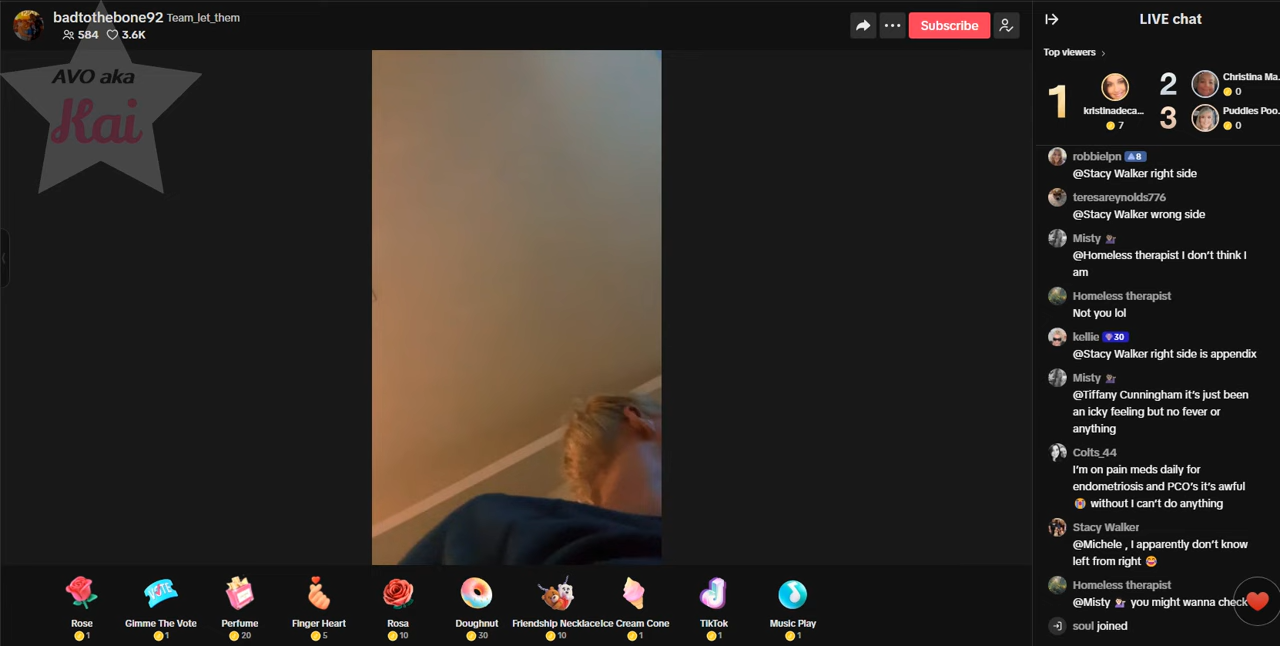 badtothebone92 Team_let_them
584 3.6K
Subscribe
AVO aka
Kai
LIVE chat
Top viewers
1
kristinadeca...
7
2
Christina Ma...
0
3
Puddles Poo...
0
robbielpn 8
@Stacy Walker right side
teresareynolds776
@Stacy Walker wrong side
Misty
@Homeless therapist I don't think I
am
Homeless therapist
Not you lol
kellie 30
@Stacy Walker right side is appendix
Misty
@Tiffany Cunningham it's just been
an icky feeling but no fever or
anything
Colts_44
I'm on pain meds daily for
endometriosis and PCO's it's awful
without I can't do anything
Stacy Walker
@Michele , I apparently don't know
left from right
Homeless therapist
@Misty you might wanna check
soul joined
Rose
1
VOTE
Gimme The Vote
1
Perfume
20
Finger Heart
5
Rosa
10
Doughnut
30
Friendship Necklace
10
Ice Cream Cone
1
TikTok
1
Music Play
1